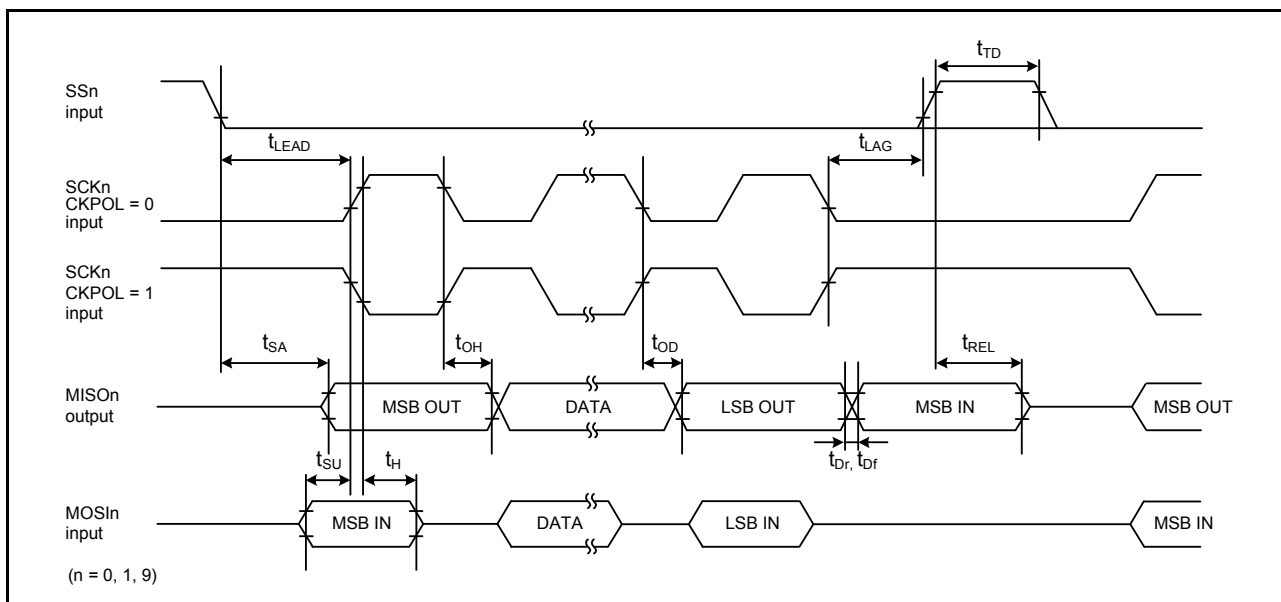 tTD
SSn
input
tLEAD
tLAG
SCKn
CKPOL = 0
input
SCKn
CKPOL = 1
input
tSA
tOH
tOD
tREL
MISOn
output
MSB OUT
DATA
LSB OUT
MSB IN
MSB OUT
tSU
tH
tDr, tDf
MOSIn
input
MSB IN
DATA
LSB IN
MSB IN
(n = 0, 1, 9)